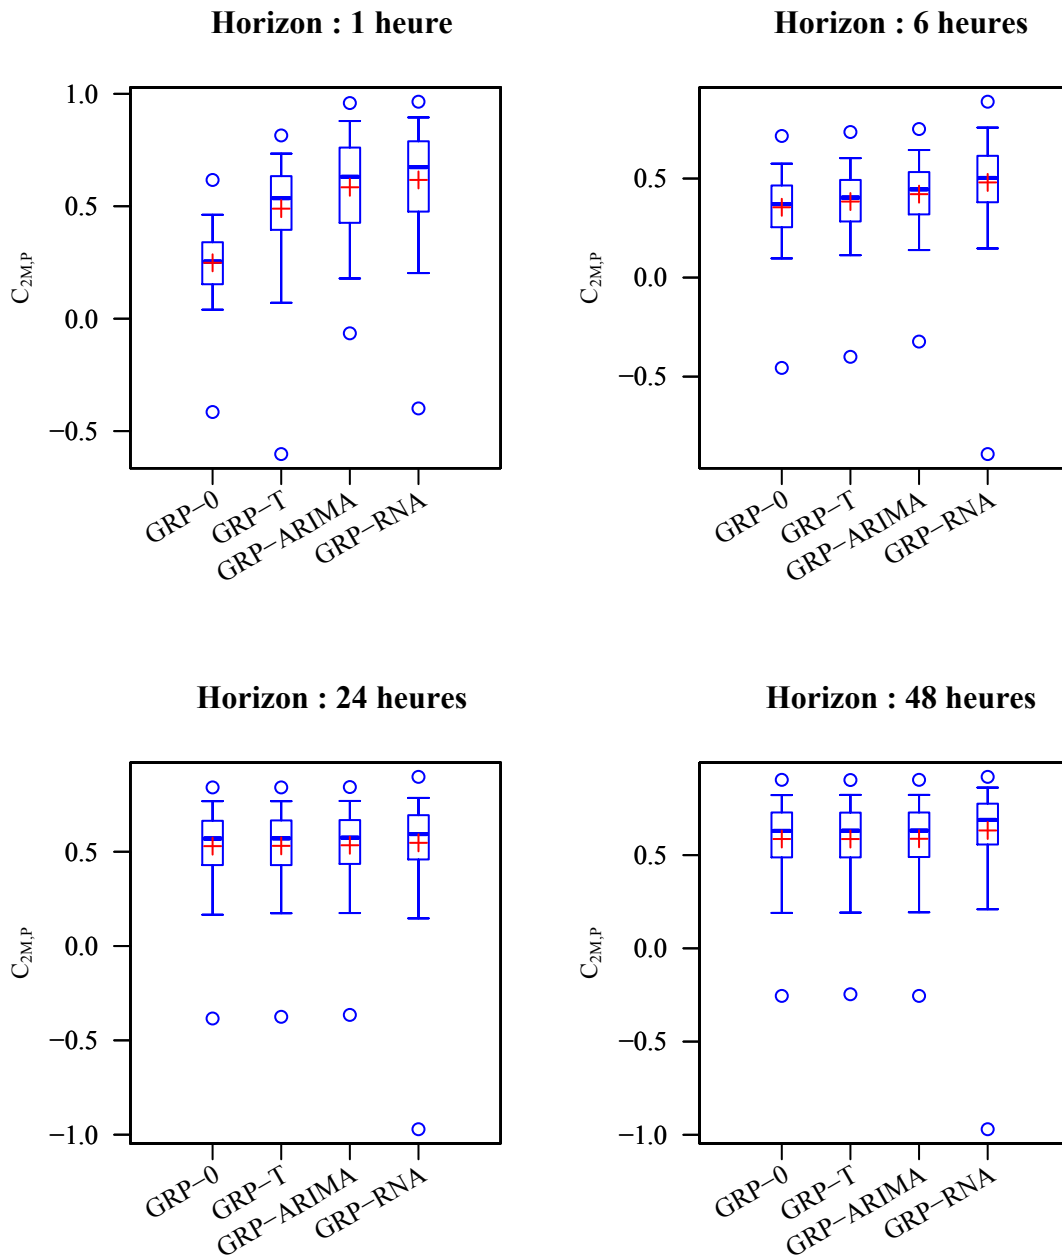 Horizon : 1 heure
C2M,P
1.0
0.5
0.0
−0.5
GRP−0
GRP−T
GRP−ARIMA
GRP−RNA
Horizon : 6 heures
C2M,P
0.5
0.0
−0.5
GRP−0
GRP−T
GRP−ARIMA
GRP−RNA
Horizon : 24 heures
C2M,P
0.5
0.0
−0.5
−1.0
GRP−0
GRP−T
GRP−ARIMA
GRP−RNA
Horizon : 48 heures
C2M,P
0.5
0.0
−0.5
−1.0
GRP−0
GRP−T
GRP−ARIMA
GRP−RNA